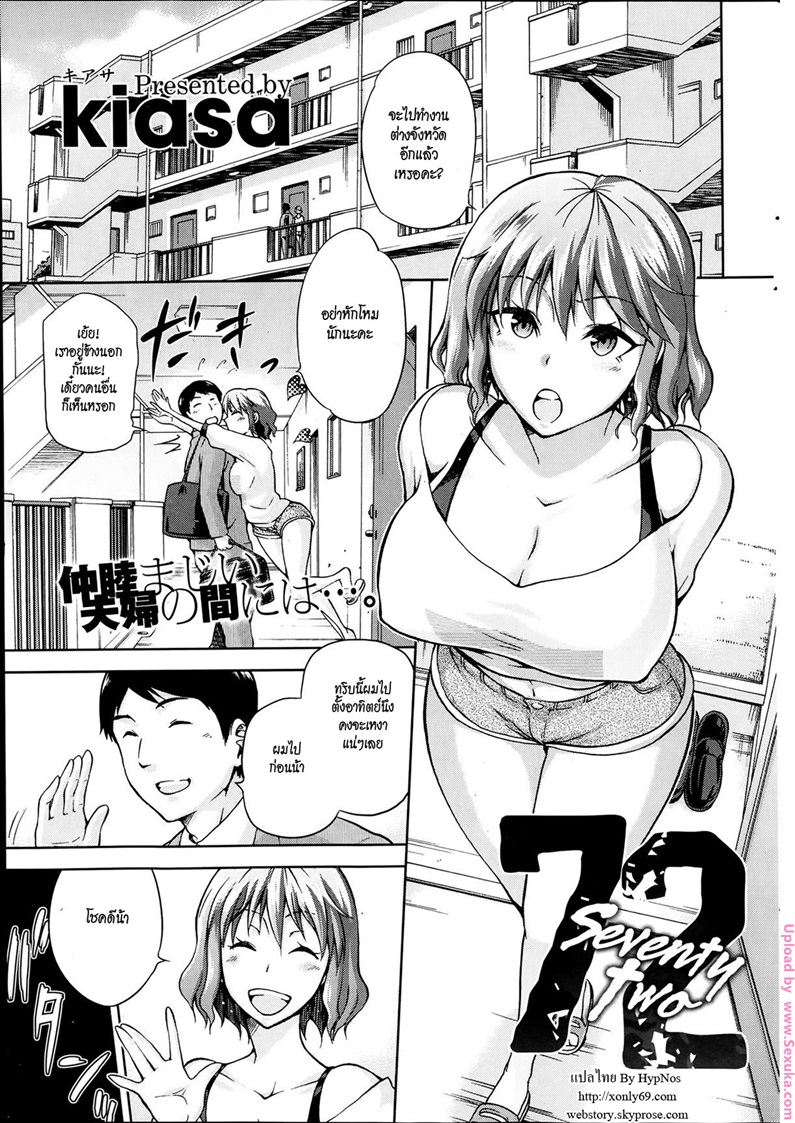 キアサ
Presented by
kiasa
จะไปทำงาน
ต่างจังหวัด
อีกแล้ว
เหรอคะ?
อย่าหักโหม
นักนะคะ
เย้ย!
เราอยู่ข้างนอก
กันนะ!
เดี๋ยวคนอื่น
ก็เห็นหรอก
だきっ
仲睦まじい
夫婦の間には…。
ทริบนี้ผมไป
ตั้งอาทิตย์นึง
คงจะเหงา
แน่ๆเลย
ผมไป
ก่อนน้า
โชคดีน้า
バタンッ
72
Seventy
two
แปลไทย By HypNos
http://xonly69.com
webstory.skyprose.com
Upload by www.Sexuka.com